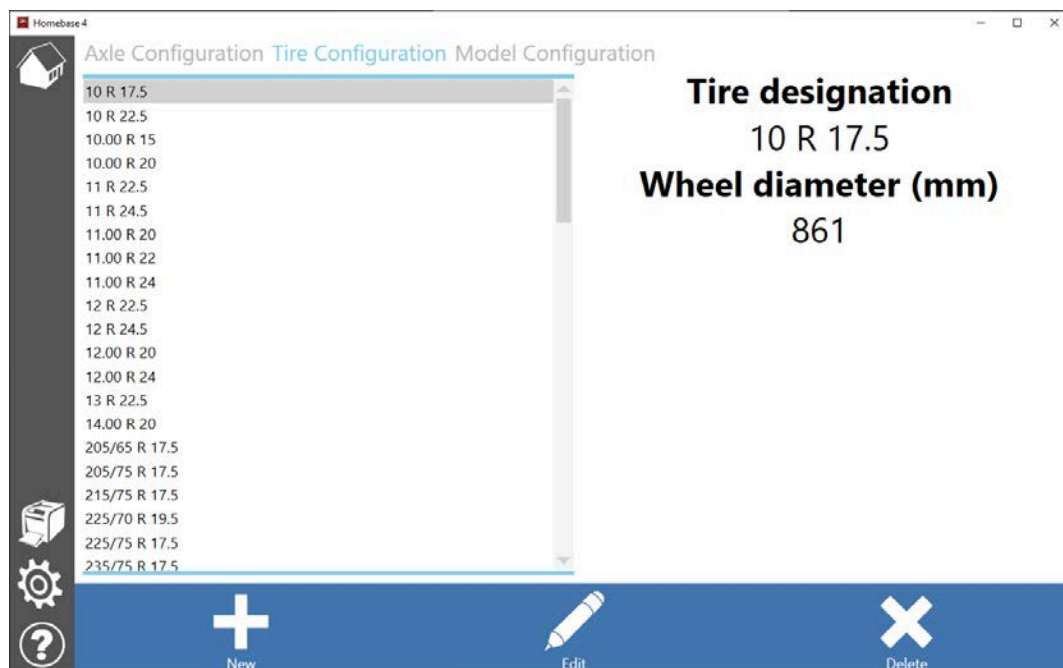 Homebase 4
Axle Configuration Tire Configuration Model Configuration
10 R 17.5
10 R 22.5
10.00 R 15
10.00 R 20
11 R 22.5
11 R 24.5
11.00 R 20
11.00 R 22
11.00 R 24
12 R 22.5
12 R 24.5
12.00 R 20
12.00 R 24
13 R 22.5
14.00 R 20
205/65 R 17.5
205/75 R 17.5
215/75 R 17.5
225/70 R 19.5
225/75 R 17.5
235/75 R 17.5
Tire designation
10 R 17.5
Wheel diameter (mm)
861
New
Edit
Delete